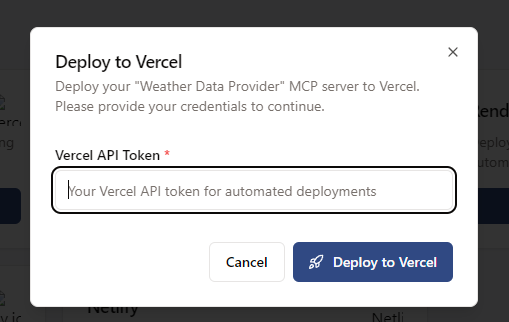 Deploy to Vercel
Deploy your "Weather Data Provider" MCP server to Vercel.
Please provide your credentials to continue.
Vercel API Token *
Your Vercel API token for automated deployments
Cancel
Deploy to Vercel
Netlify